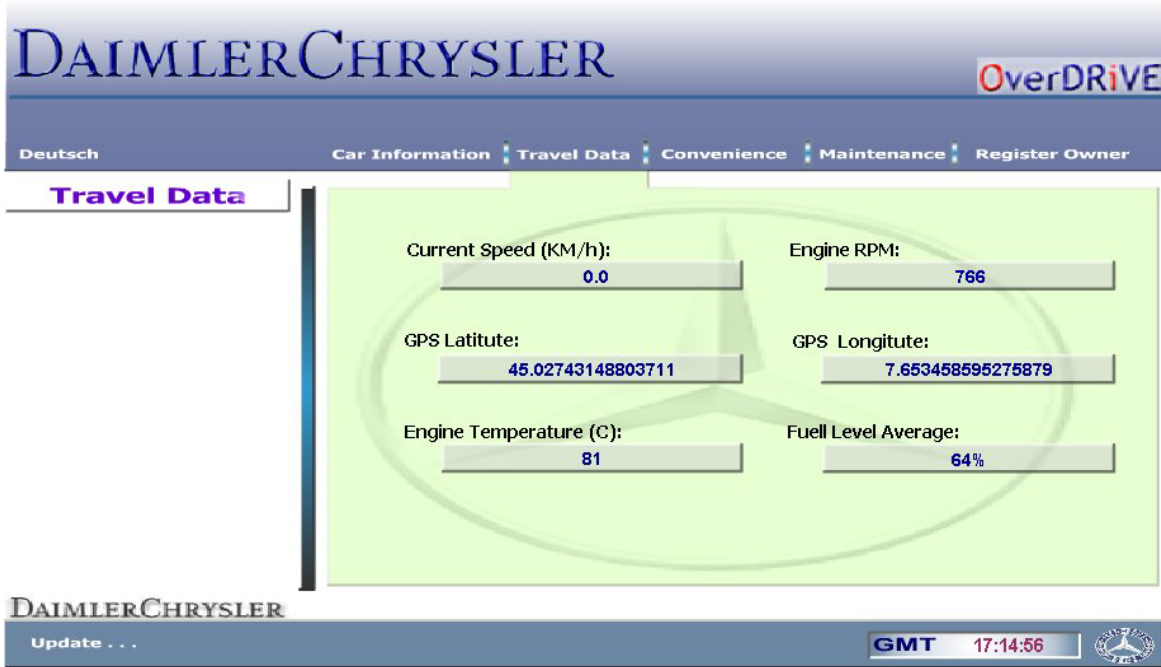 DAIMLERCHRYSLER
OverDRiVE
Deutsch Car Information Travel Data Convenience Maintenance Register Owner
Travel Data
Current Speed (KM/h): Engine RPM:
0.0 766
GPS Latitute: GPS Longitute:
45.02743148803711 7.653458595275879
Engine Temperature (C): Fuell Level Average:
81 64%
DAIMLERCHRYSLER
Update . . . GMT 17:14:56